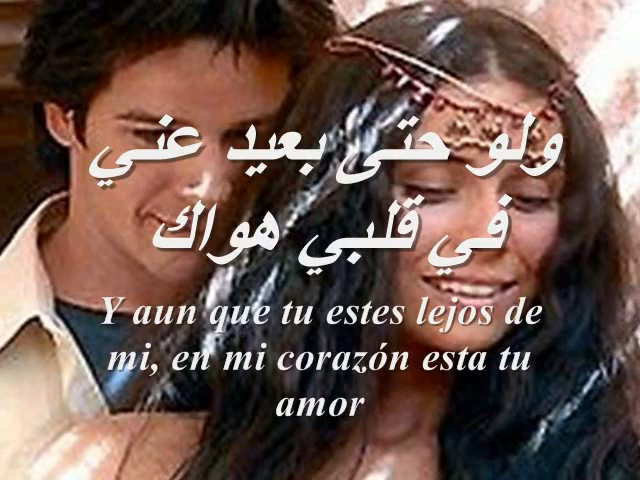 ولو حتى بعيد عني
في قلبي هواك
Y aun que tu estes lejos de
mi, en mi corazón esta tu
amor